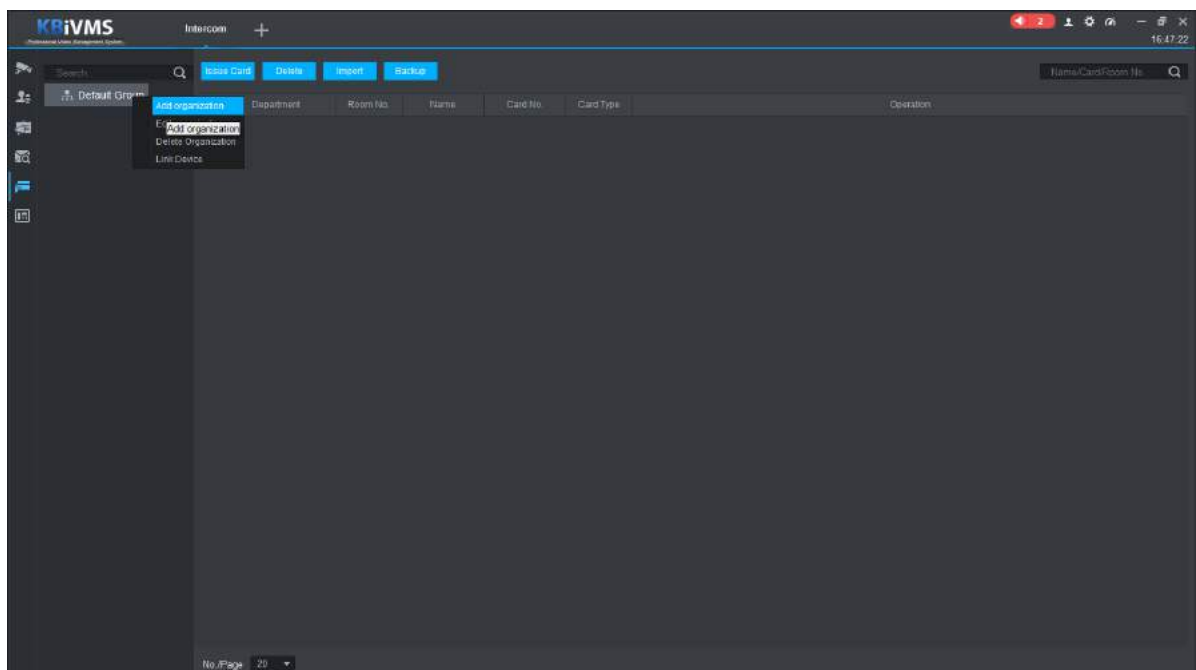 KBiVMS
Professional Video Management System
Intercom
2
16:47:22
Search
Issue Card
Delete
Import
Backup
Name/Card/Room No.
Default Group
Add organization
Department
Room No.
Name
Card No.
Card Type
Operation
Add organization
Delete Organization
Link Device
No./Page 20